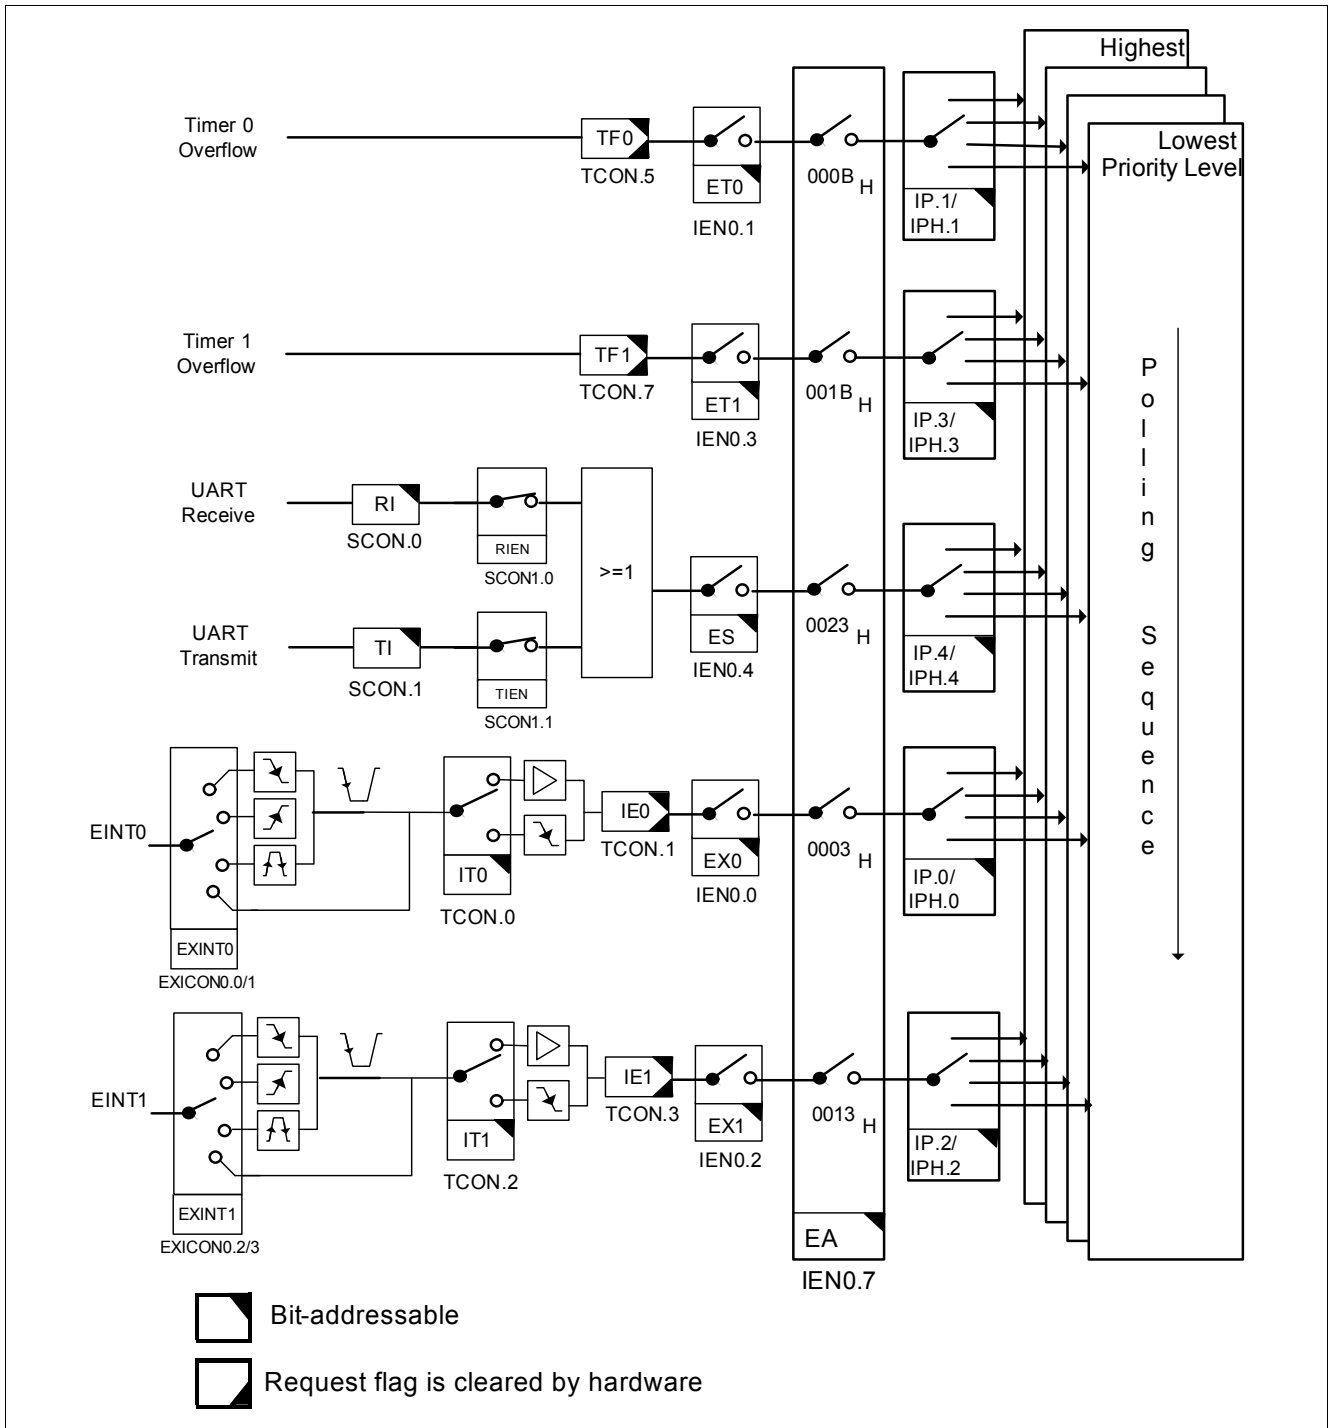 Highest
Lowest
Priority Level
Timer 0
Overflow
TF0
TCON.5
ET0
IEN0.1
000B H
IP.1/
IPH.1
Timer 1
Overflow
TF1
TCON.7
ET1
IEN0.3
001B H
IP.3/
IPH.3
Polling Sequence
UART
Receive
RI
SCON.0
RIEN
SCON1.0
>=1
UART
Transmit
TI
SCON.1
TIEN
SCON1.1
ES
IEN0.4
0023 H
IP.4/
IPH.4
EINT0
EXINT0
EXICON0.0/1
IT0
TCON.0
IE0
TCON.1
EX0
IEN0.0
0003 H
IP.0/
IPH.0
EINT1
EXINT1
EXICON0.2/3
IT1
TCON.2
IE1
TCON.3
EX1
IEN0.2
0013 H
IP.2/
IPH.2
EA
IEN0.7
Bit-addressable
Request flag is cleared by hardware